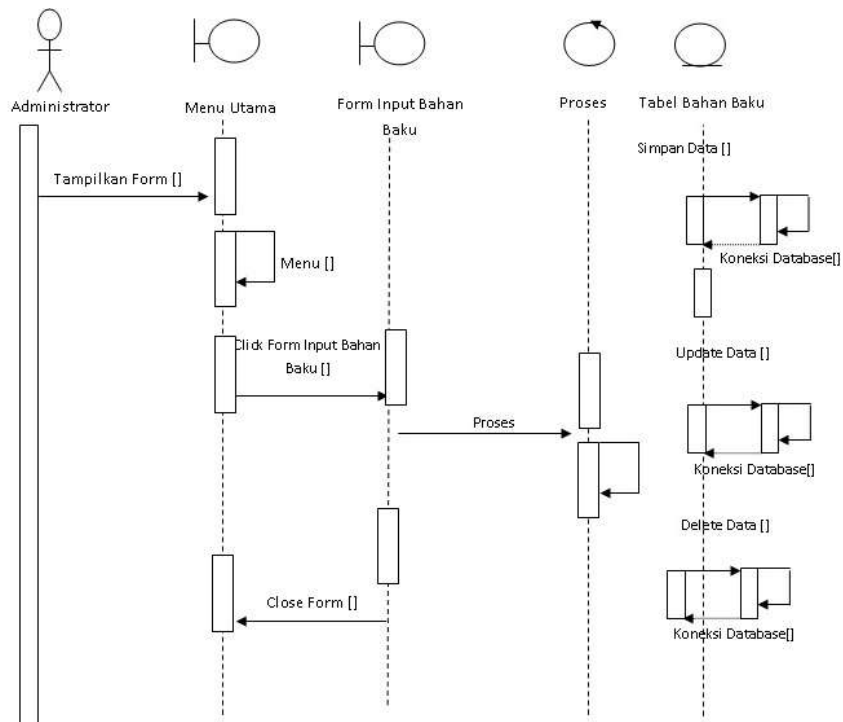 Administrator
Menu Utama
Form Input Bahan
Baku
Proses
Tabel Bahan Baku
Simpan Data []
Tampilkan Form []
Koneksi Database[]
Menu []
Click Form Input Bahan
Baku []
Update Data []
Proses
Koneksi Database[]
Delete Data []
Close Form []
Koneksi Database[]